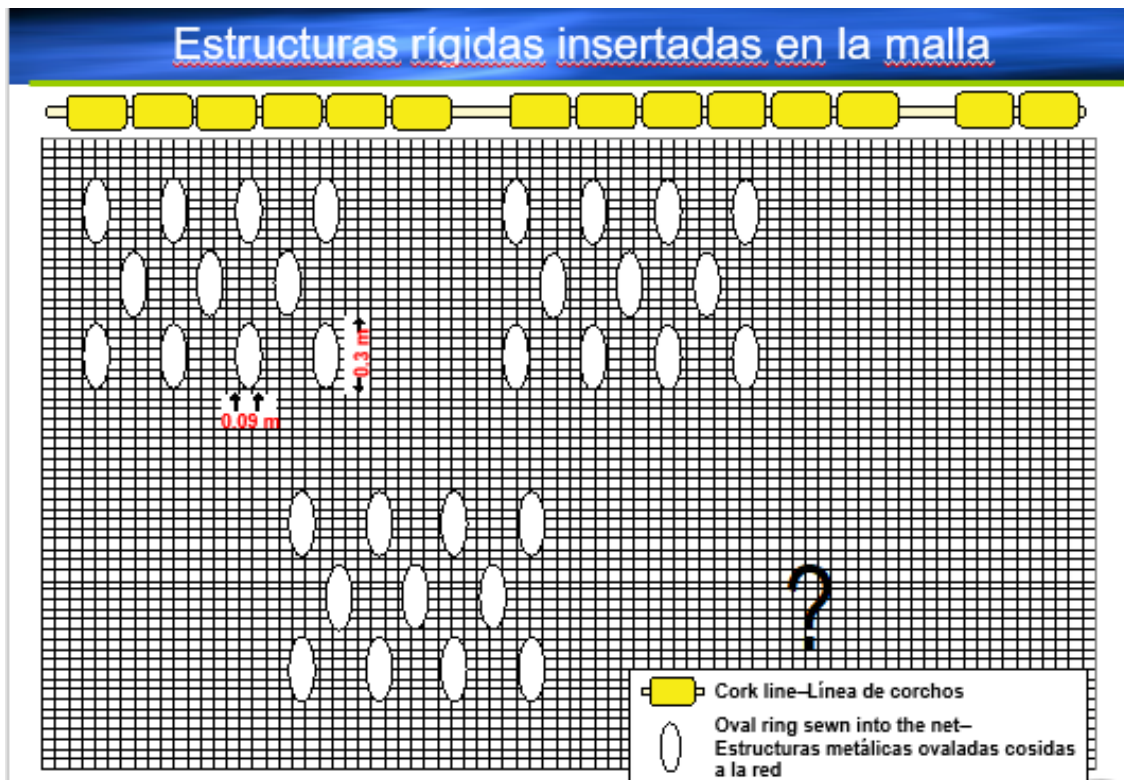 Estructuras rígidas insertadas en la malla
0.3 m
0.09 m
?
Cork line–Línea de corchos
Oval ring sewn into the net–
Estructuras metálicas ovaladas cosidas
a la red